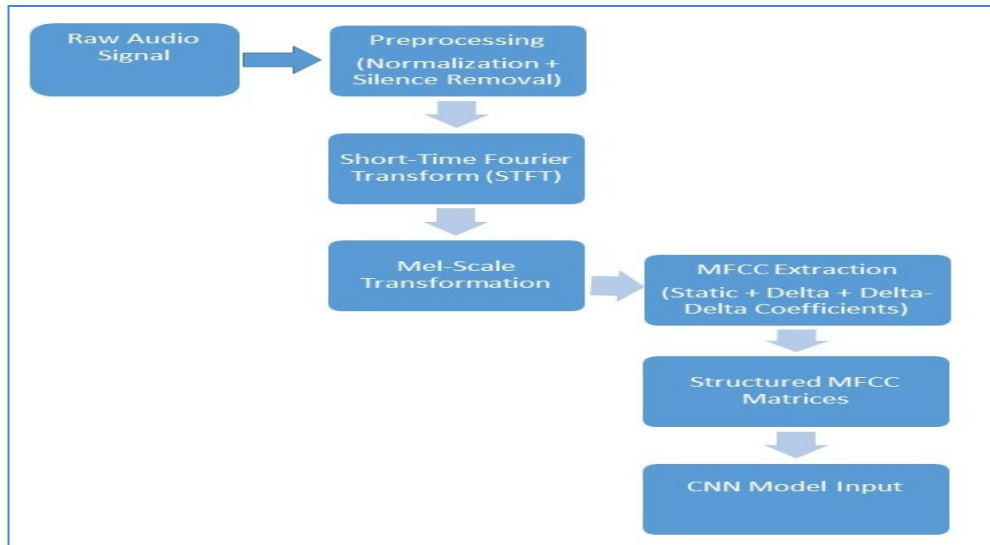 Raw Audio
Signal
Preprocessing
(Normalization +
Silence Removal)
Short-Time Fourier
Transform (STFT)
Mel-Scale
Transformation
MFCC Extraction
(Static + Delta + Delta-
Delta Coefficients)
Structured MFCC
Matrices
CNN Model Input